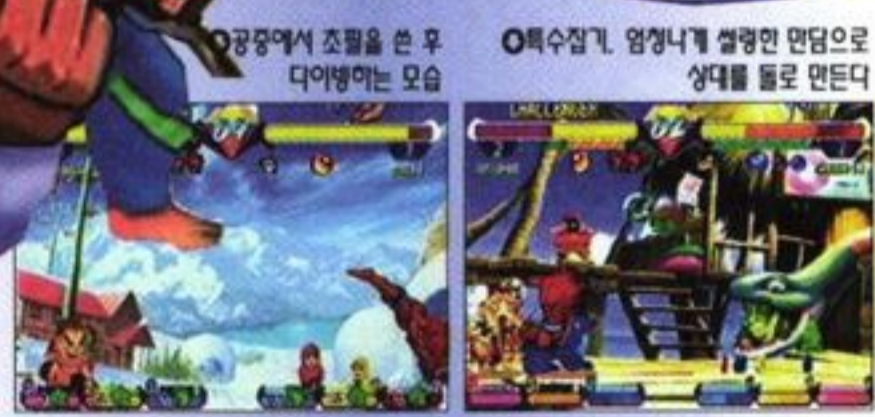 공중에서 초필을 쓴 후
다이빙하는 모습
특수잡기. 엄청나게 썰렁한 만담으로
상대를 돌로 만든다
CHALLENGER